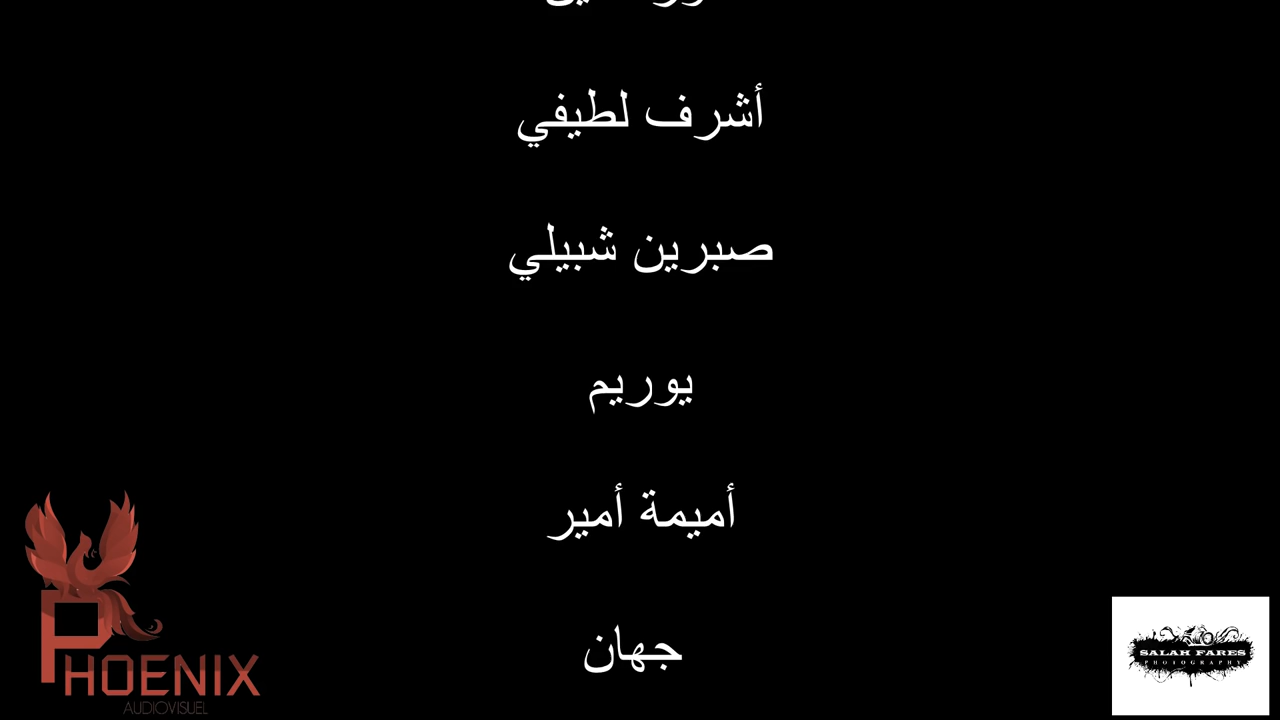 أشرف لطيفي
صبرين شبيلي
يوريم
أميمة أمير
جهان
PHOENIX
AUDIOVISUEL
SALAH FARES
PHOTOGRAPHY